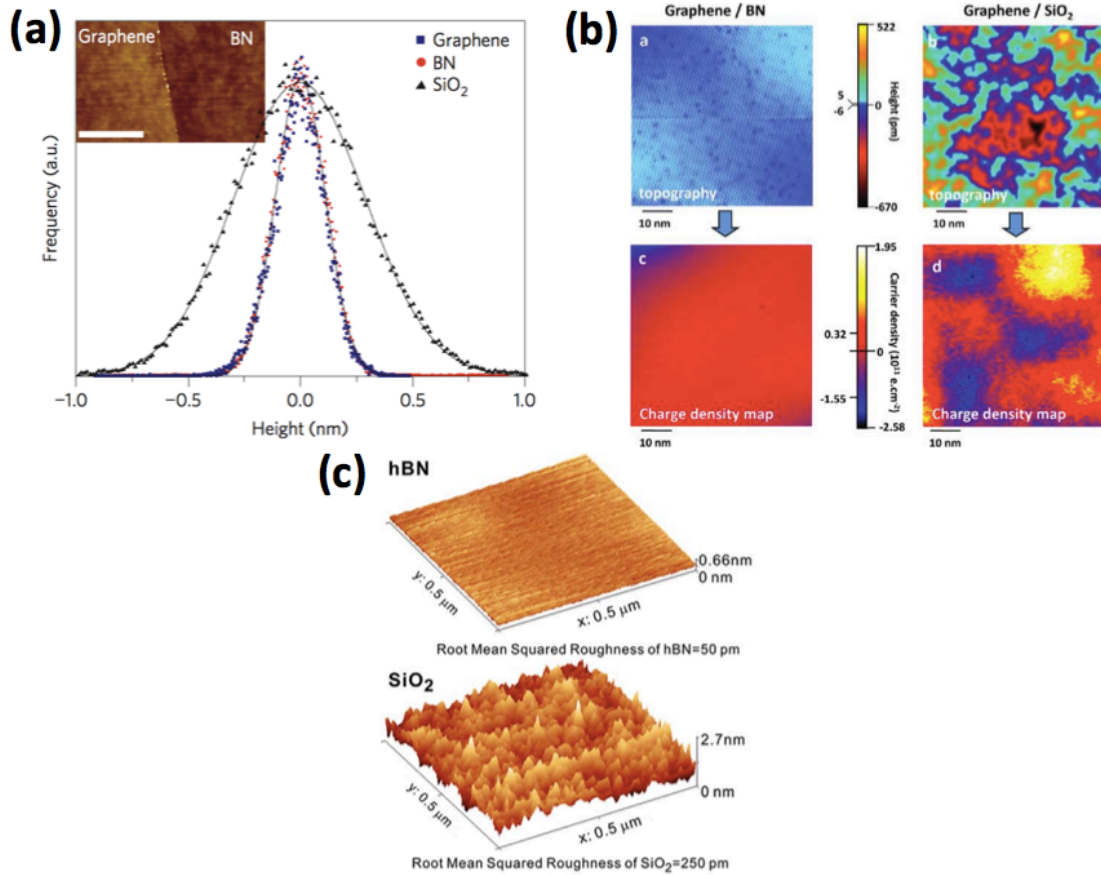 (a)
Graphene
BN
Graphene
BN
SiO₂
Frequency (a.u.)
−1.0
−0.5
0.0
0.5
1.0
Height (nm)
(b)
Graphene / BN
Graphene / SiO₂
a
topography
10 nm
5
-6
522
0
-670
Height (pm)
b
topography
10 nm
c
Charge density map
10 nm
1.95
0.32
0
-1.55
-2.58
Carrier density (10¹¹ e.cm⁻²)
d
Charge density map
10 nm
(c)
hBN
0.66nm
0 nm
y: 0.5 μm
x: 0.5 μm
Root Mean Squared Roughness of hBN=50 pm
SiO₂
2.7nm
0 nm
y: 0.5 μm
x: 0.5 μm
Root Mean Squared Roughness of SiO₂=250 pm